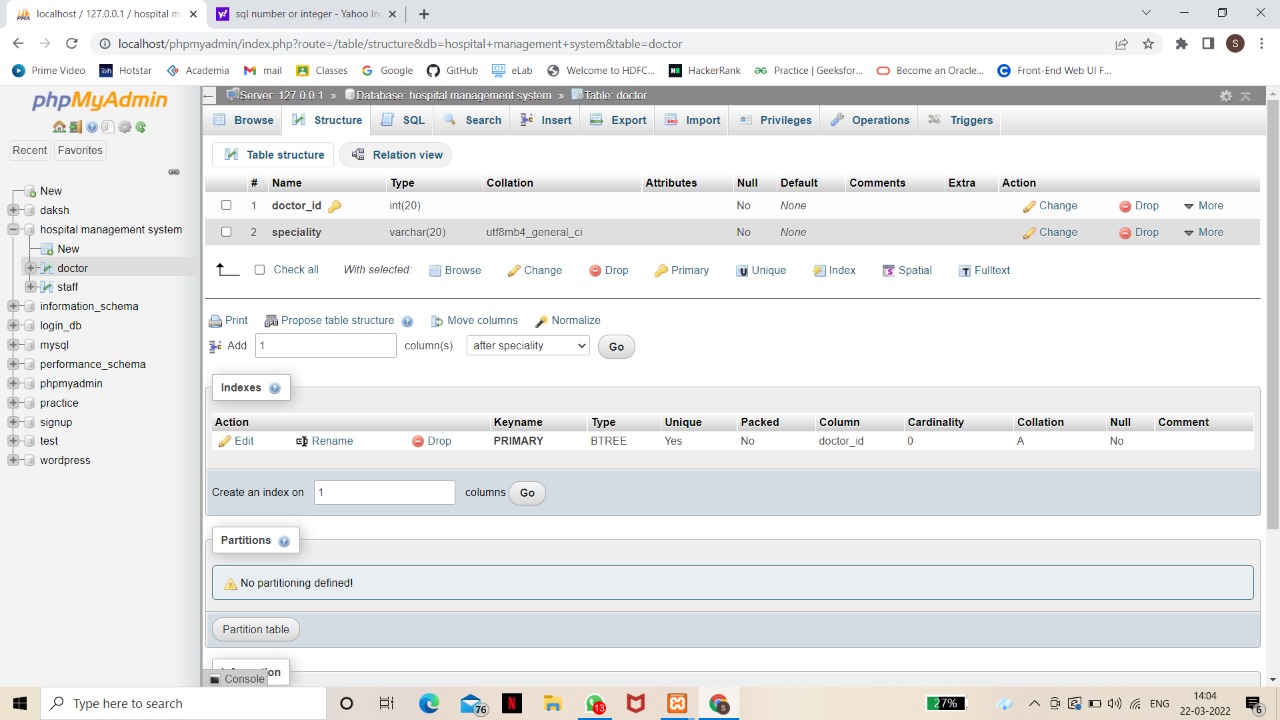 localhost / 127.0.0.1 / hospital m
sql number or integer - Yahoo In
localhost/phpmyadmin/index.php?route=/table/structure&db=hospital+management+system&table=doctor
S
Prime Video
Hotstar
Academia
mail
Classes
Google
GitHub
eLab
Welcome to HDFC...
HackerRank
Practice | Geeksfor...
Become an Oracle...
Front-End Web UI F...
phpMyAdmin
Recent
Favorites
New
daksh
hospital management system
New
doctor
staff
information_schema
login_db
mysql
performance_schema
phpmyadmin
practice
signup
test
wordpress
Server: 127.0.0.1 » Database: hospital management system » Table: doctor
Browse Structure SQL Search Insert Export Import Privileges Operations Triggers
Table structure Relation view
# Name Type Collation Attributes Null Default Comments Extra Action
1 doctor_id int(20) No None Change Drop More
2 speciality varchar(20) utf8mb4_general_ci No None Change Drop More
Check all With selected: Browse Change Drop Primary Unique Index Spatial Fulltext
Print Propose table structure Move columns Normalize
Add 1 column(s) after speciality Go
Indexes
Action Keyname Type Unique Packed Column Cardinality Collation Null Comment
Edit Rename Drop PRIMARY BTREE Yes No doctor_id 0 A No
Create an index on 1 columns Go
Partitions
No partitioning defined!
Partition table
Console
Type here to search
76
13
27%
ENG
14:04
22-03-2022
6